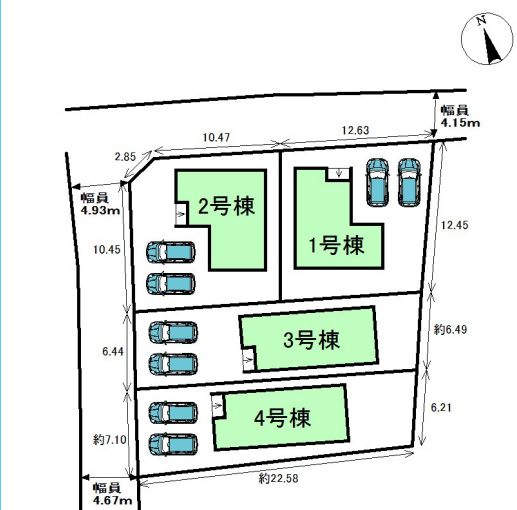 N
幅員
4.15m
10.47
12.63
2.85
幅員
4.93m
2号棟
1号棟
12.45
10.45
3号棟
約6.49
6.44
4号棟
6.21
約7.10
約22.58
幅員
4.67m